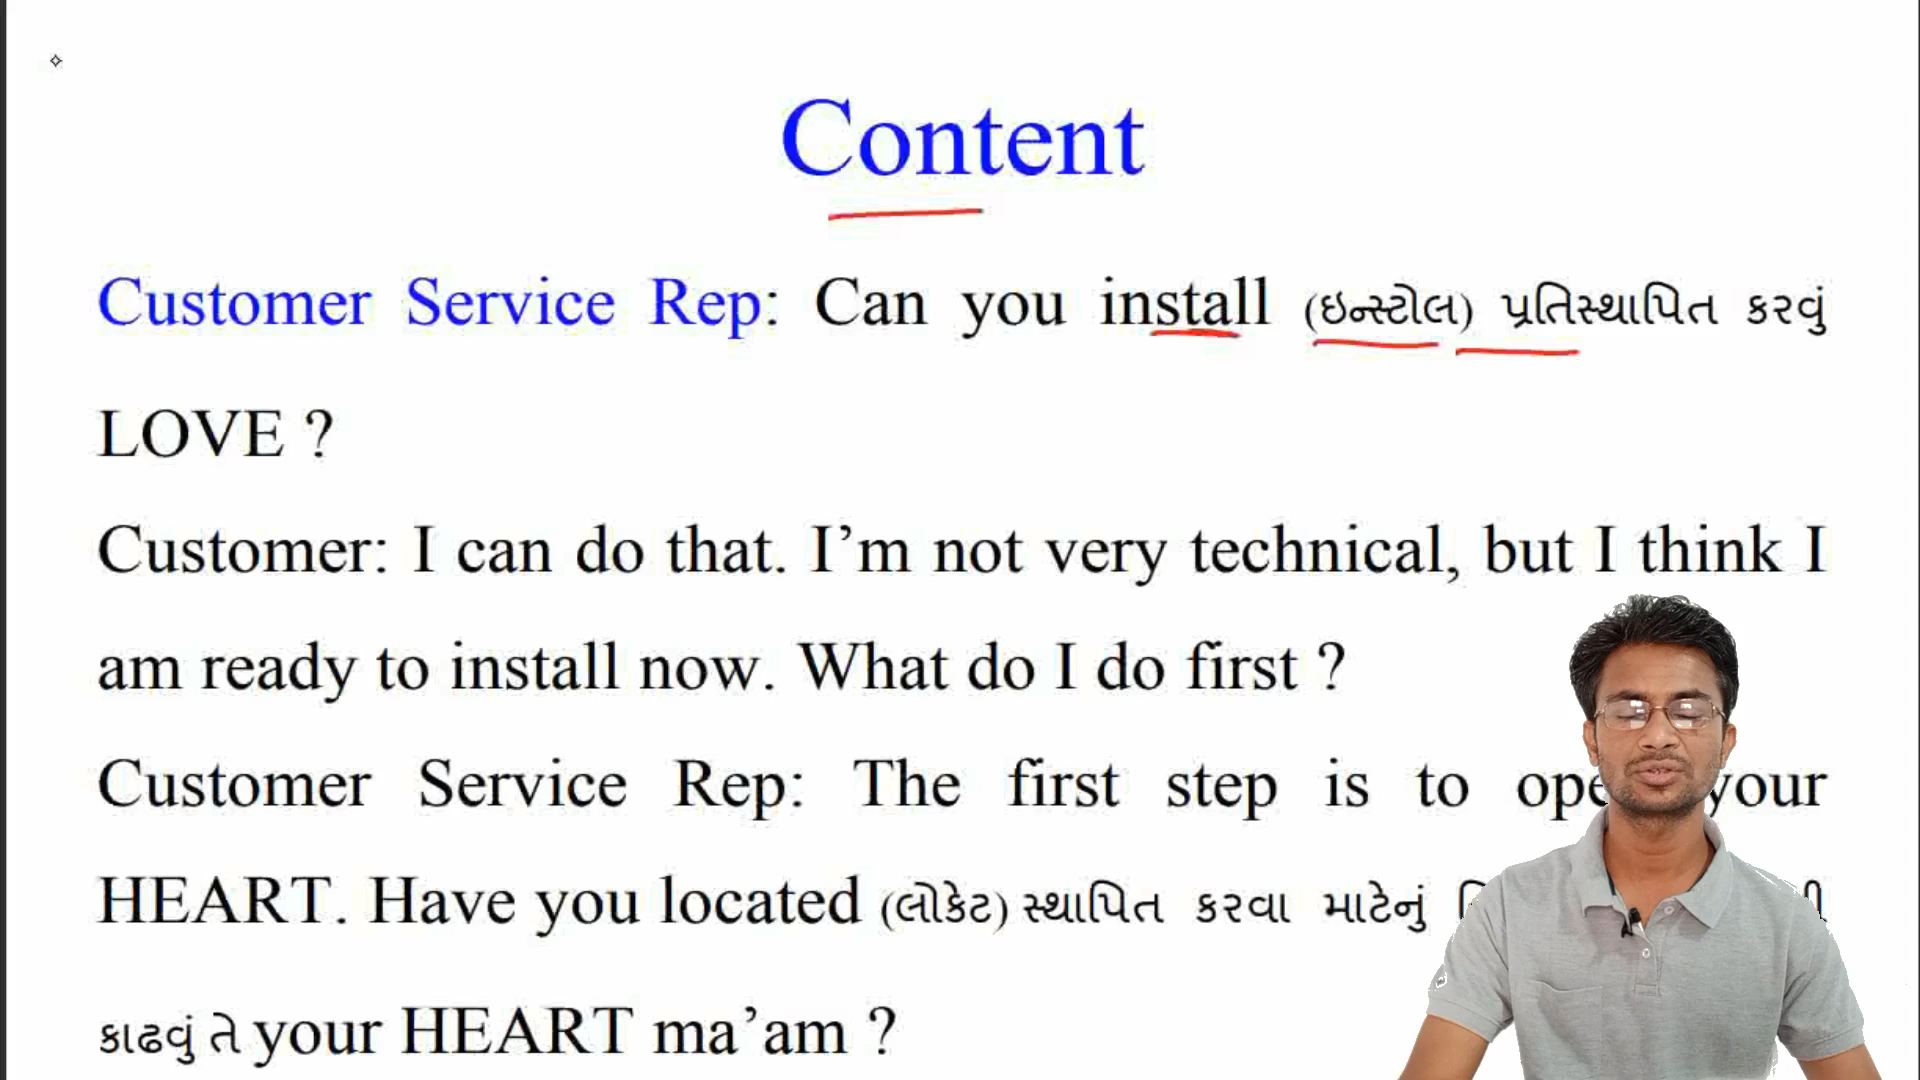 Content
Customer Service Rep: Can you install (ઇન્સ્ટોલ) પ્રતિસ્થાપિત કરવું
LOVE ?
Customer: I can do that. I’m not very technical, but I think I
am ready to install now. What do I do first ?
Customer Service Rep: The first step is to your
HEART. Have you located (લોકેટ) સ્થાપિત કરવા માટેનું
કાઢવું તે your HEART ma’am ?